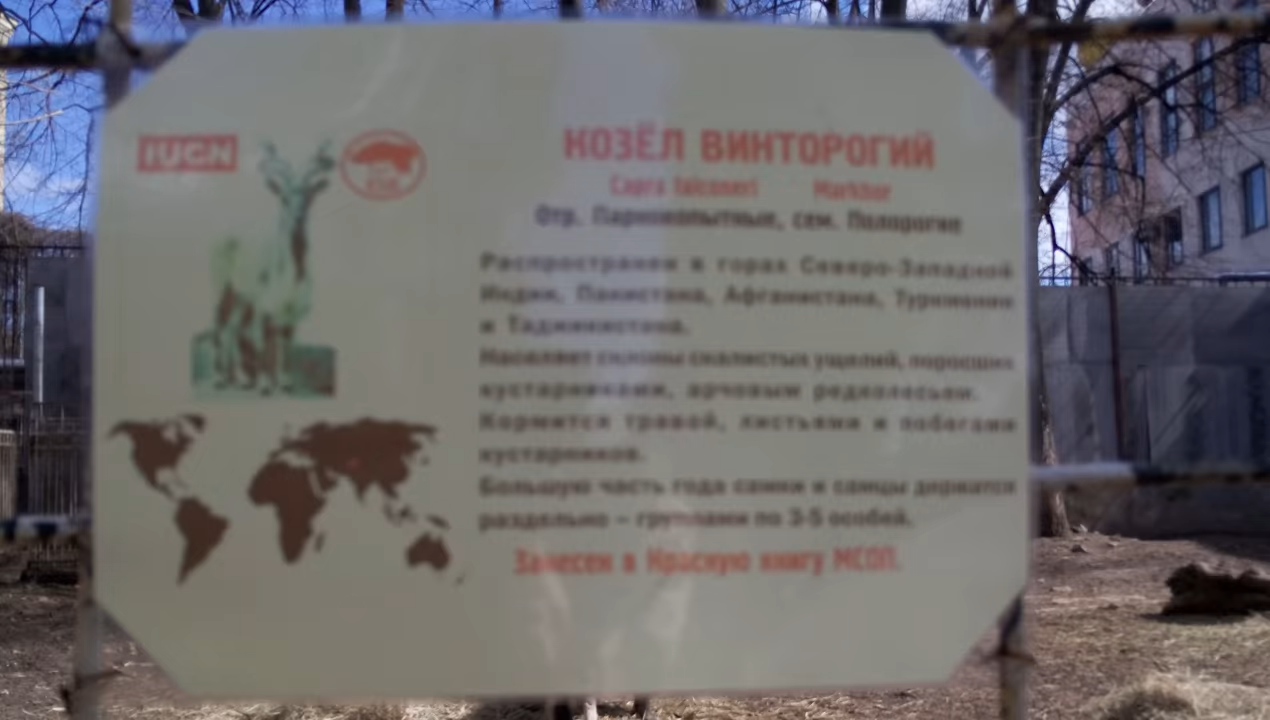 IUCN
КОЗЁЛ ВИНТОРОГИЙ
Capra falconeri Markhor
Отр. Парнокопытные, сем. Полорогие
Распространен в горах Северо-Западной
Индии, Пакистана, Афганистана, Туркмении
и Таджикистана.
Населяет склоны скалистых ущелий, поросших
кустарниками, арчовым редколесьем.
Кормится травой, листьями и побегами
кустарников.
Большую часть года самки и самцы держатся
раздельно – группами по 3-5 особей.
Занесен в Красную книгу МСОП.